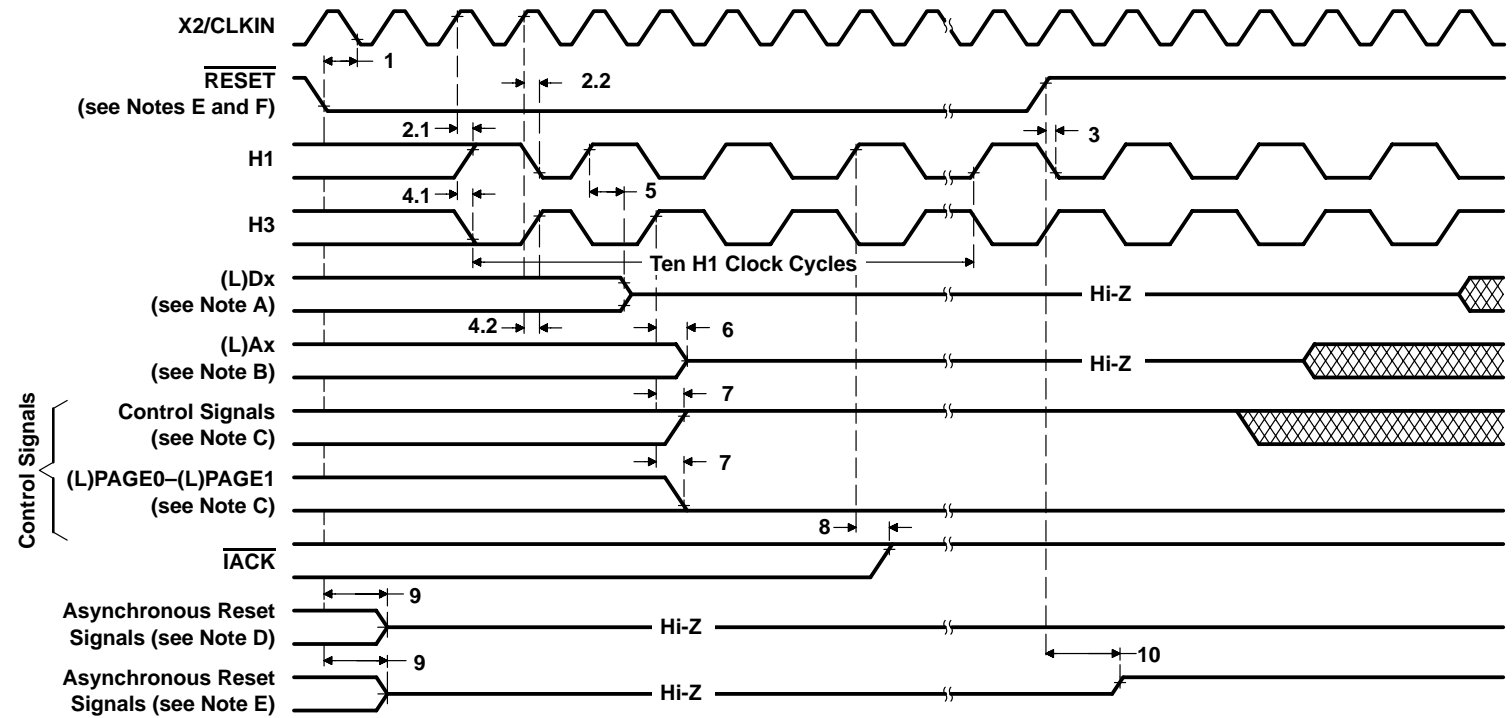 X2/CLKIN
1
RESET
(see Notes E and F)
2.2
2.1
3
H1
4.1
5
H3
Ten H1 Clock Cycles
(L)Dx
(see Note A)
Hi-Z
4.2
6
(L)Ax
(see Note B)
Hi-Z
7
Control Signals
Control Signals
(see Note C)
7
(L)PAGE0–(L)PAGE1
(see Note C)
8
IACK
9
Asynchronous Reset
Signals (see Note D)
Hi-Z
9
10
Asynchronous Reset
Signals (see Note E)
Hi-Z